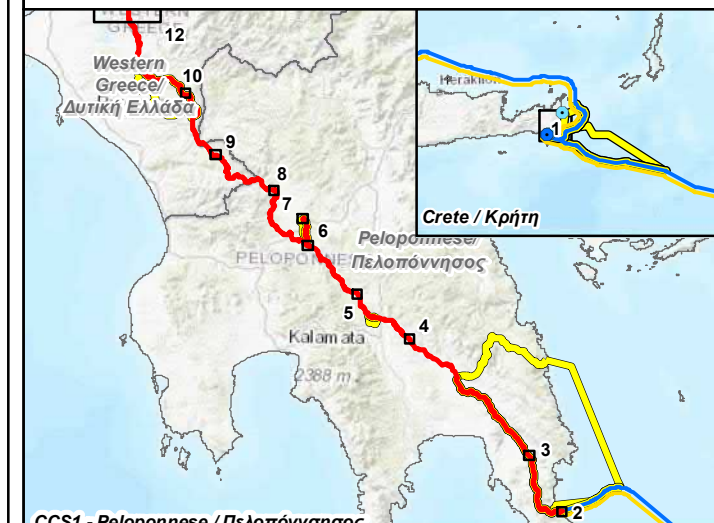 12
Western
Greece/
Δυτική Ελλάδα
10
9
8
7
6
PELOPONNES
Peloponnese/
Πελοπόννησος
5
4
Kalamata
2388 m
3
2
CCS1 - Peloponnese / Πελοπόννησος
Heraklion
1
Crete / Κρήτη